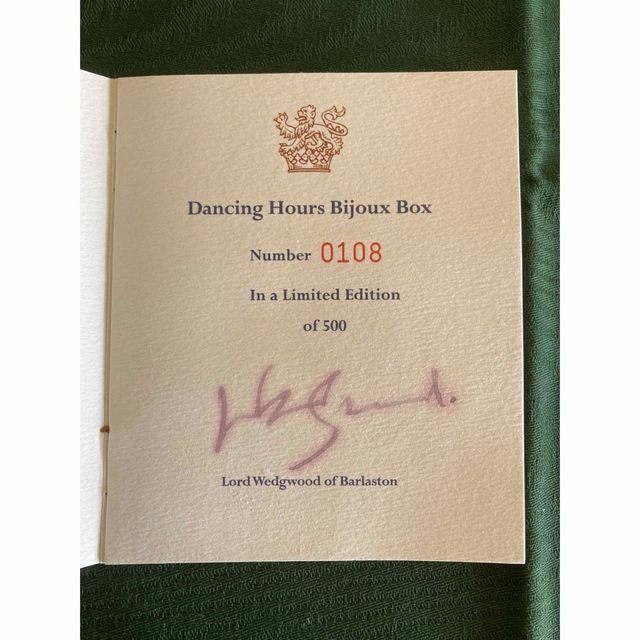 Dancing Hours Bijoux Box
Number 0108
In a Limited Edition
of 500
Lord Wedgwood of Barlaston